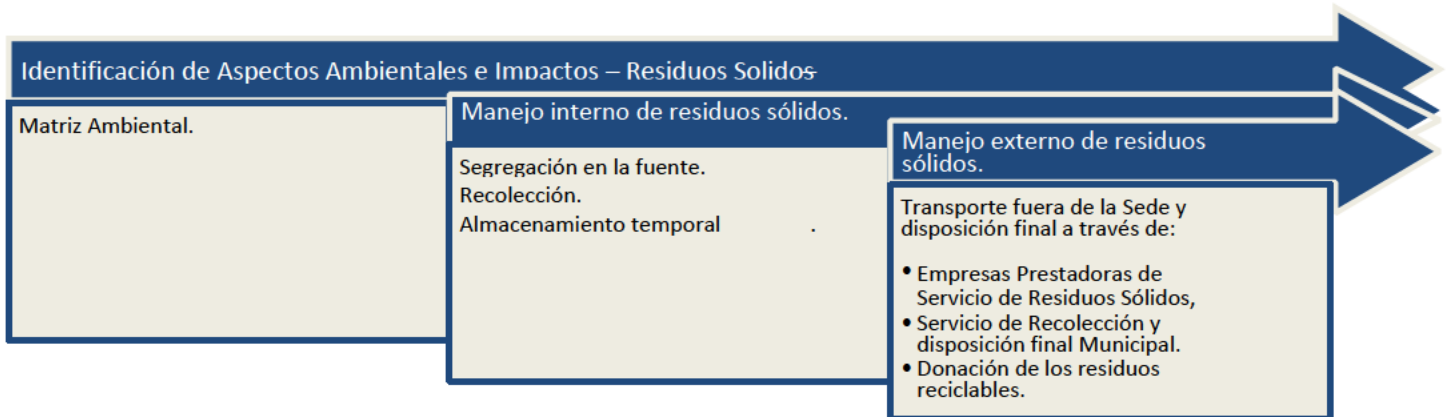 Identificación de Aspectos Ambientales e Impactos – Residuos Solidos
Matriz Ambiental.
Manejo interno de residuos sólidos.
Segregación en la fuente.
Recolección.
Almacenamiento temporal .
Manejo externo de residuos
sólidos.
Transporte fuera de la Sede y
disposición final a través de:
• Empresas Prestadoras de
Servicio de Residuos Sólidos,
• Servicio de Recolección y
disposición final Municipal.
• Donación de los residuos
reciclables.